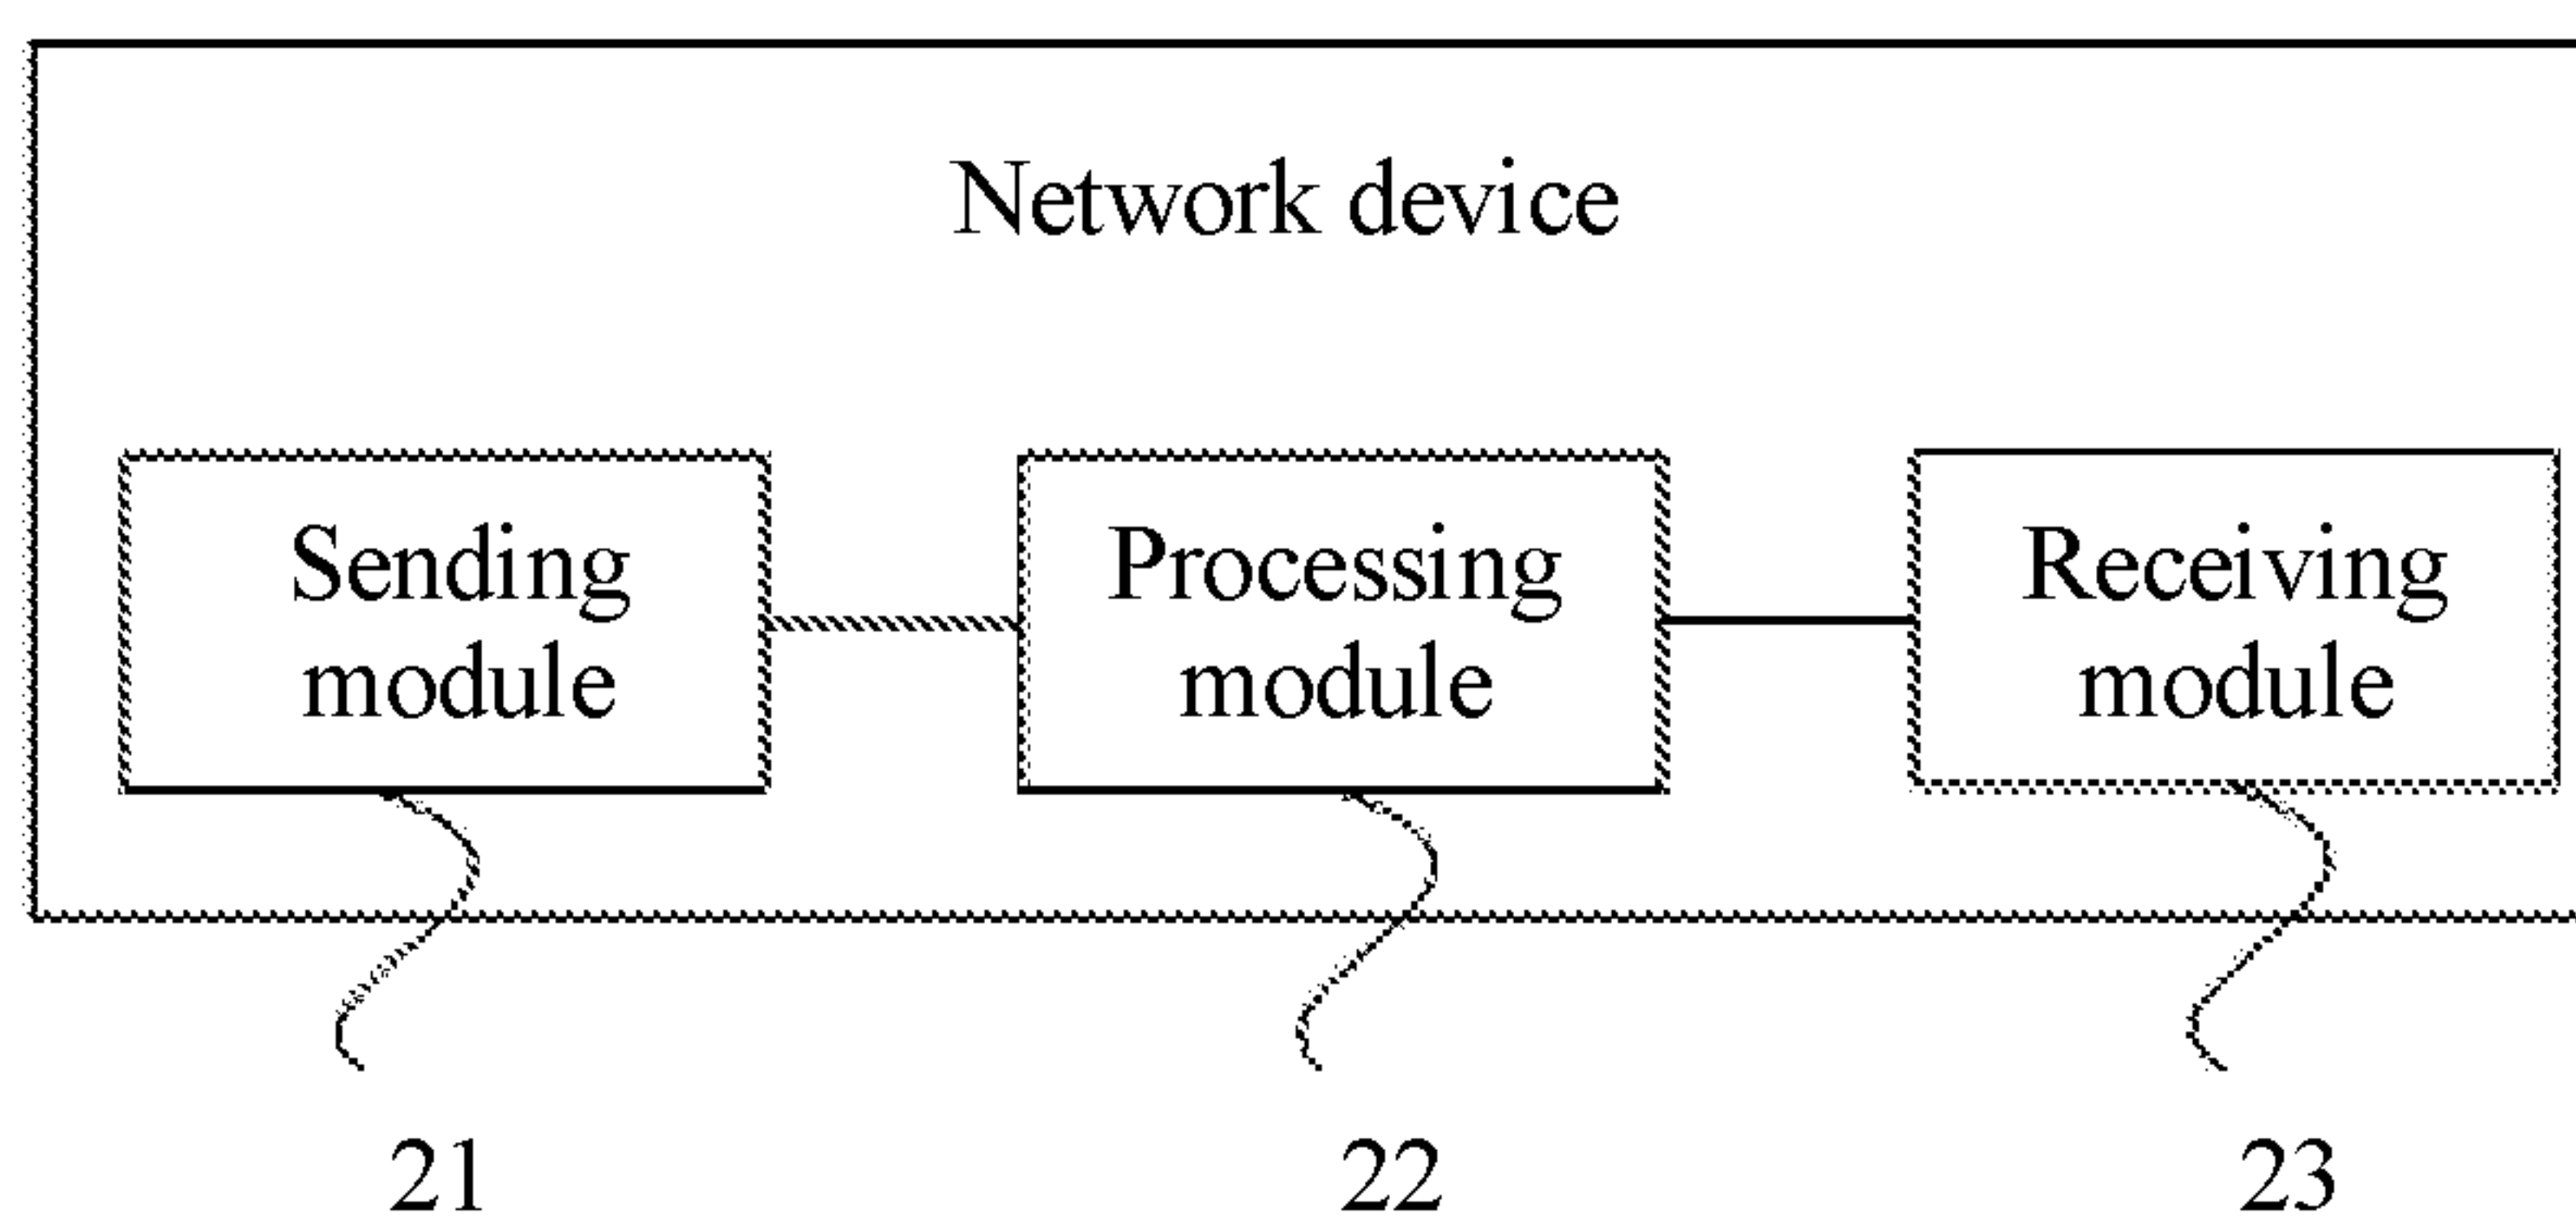 Network device
Sending
module
Processing
module
Receiving
module
21
22
23